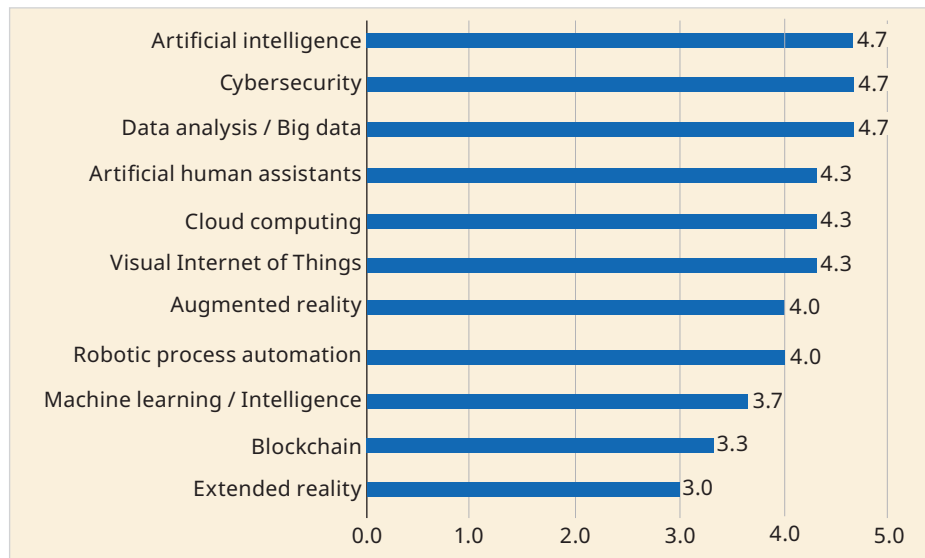 Artificial intelligence 4.7
Cybersecurity 4.7
Data analysis / Big data 4.7
Artificial human assistants 4.3
Cloud computing 4.3
Visual Internet of Things 4.3
Augmented reality 4.0
Robotic process automation 4.0
Machine learning / Intelligence 3.7
Blockchain 3.3
Extended reality 3.0
0.0 1.0 2.0 3.0 4.0 5.0